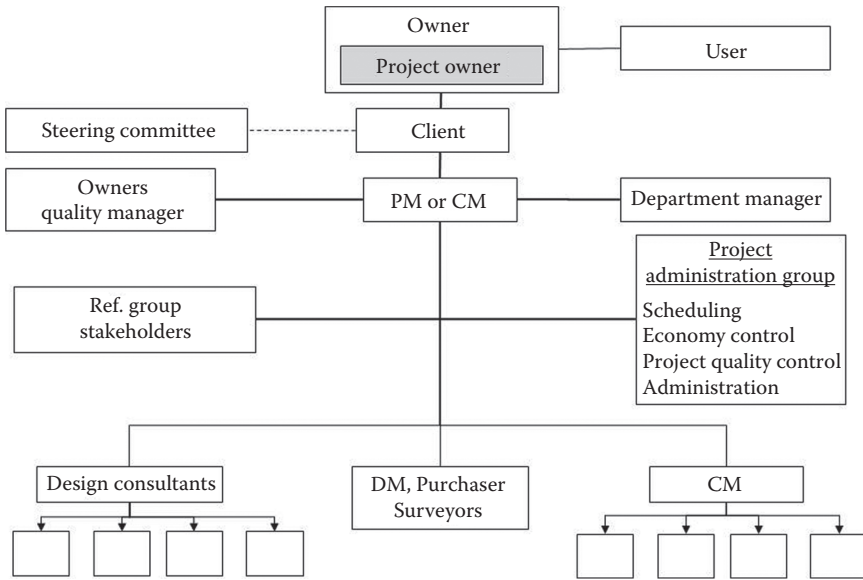 Owner
Project owner
User
Steering committee
Client
Owners
quality manager
PM or CM
Department manager
Project
administration group
Scheduling
Economy control
Project quality control
Administration
Ref. group
stakeholders
Design consultants
DM, Purchaser
Surveyors
CM